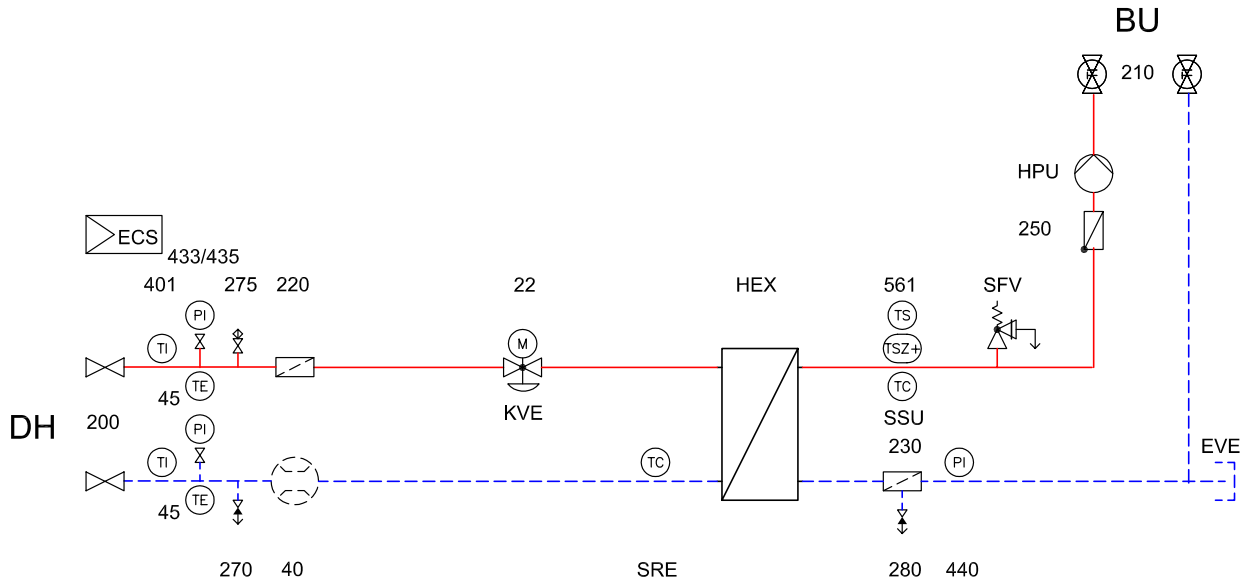 BU
210
HPU
ECS
433/435
250
401 275 220 22 HEX 561 SFV
PI TS
TI M TSZ+
TE TC
45 KVE SSU
DH 200 PI 230 EVE
TI TC PI
TE
45
270 40 SRE 280 440